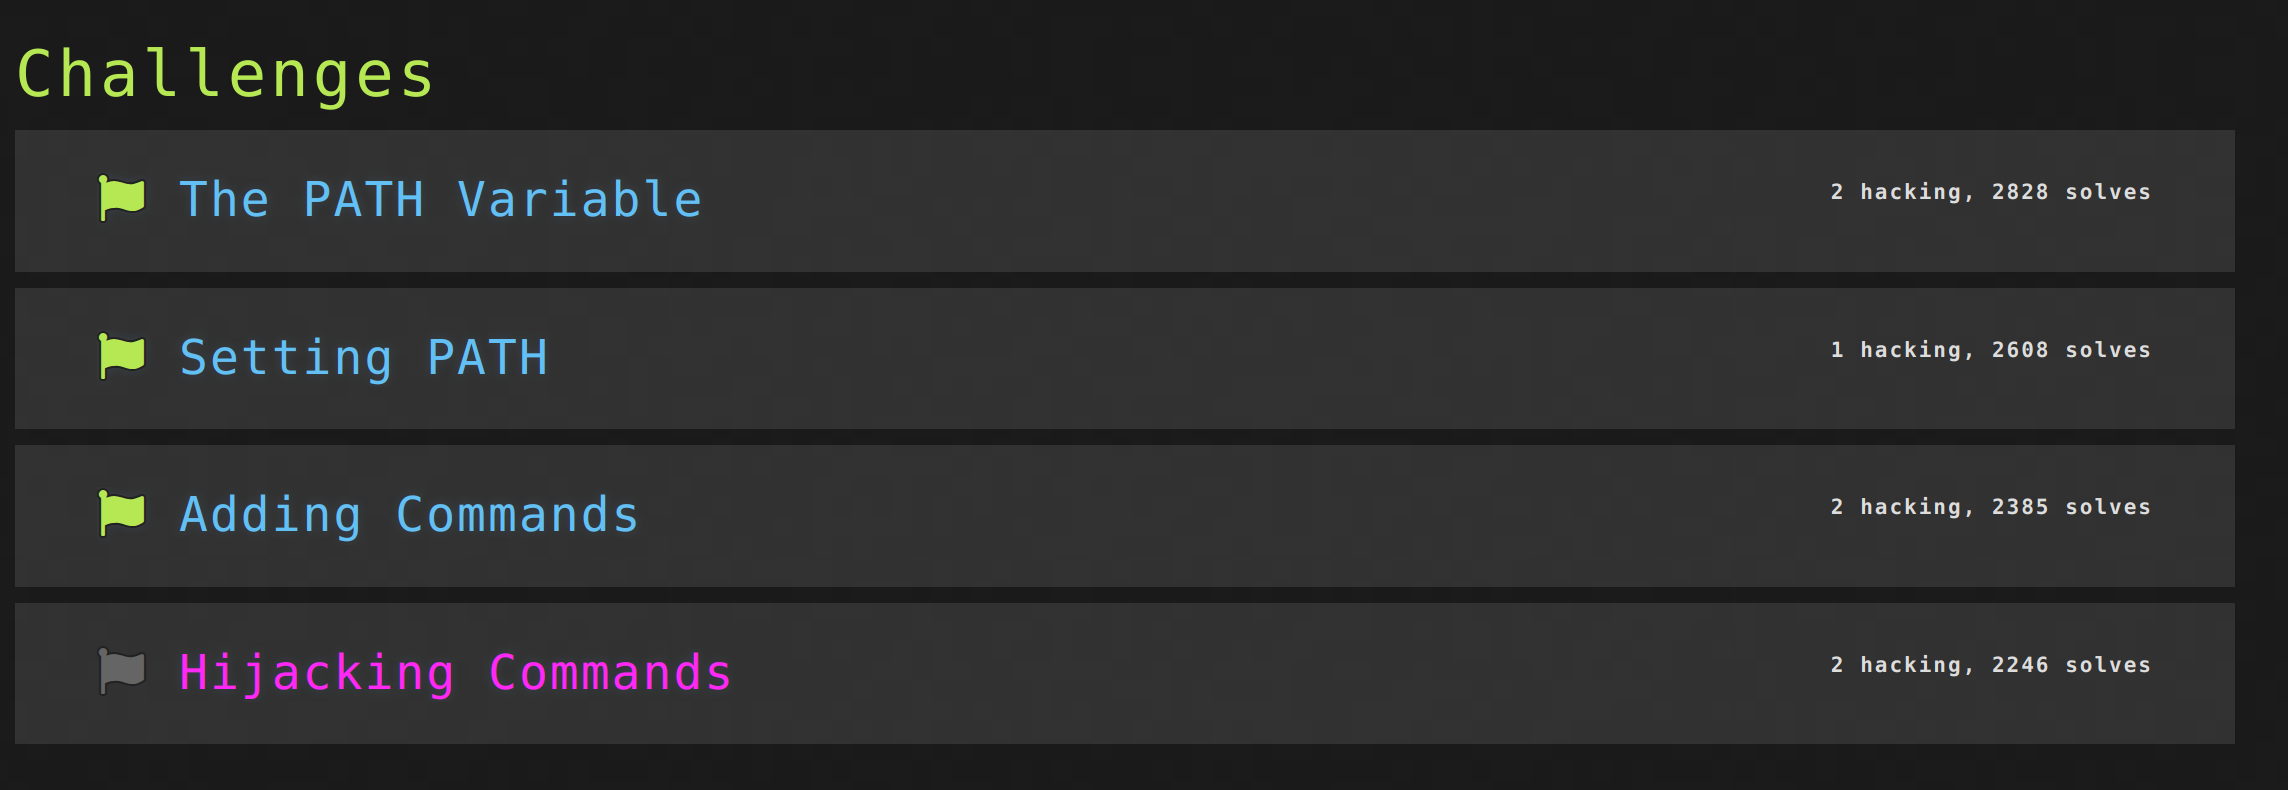 Challenges
The PATH Variable
2 hacking, 2828 solves
Setting PATH
1 hacking, 2608 solves
Adding Commands
2 hacking, 2385 solves
Hijacking Commands
2 hacking, 2246 solves